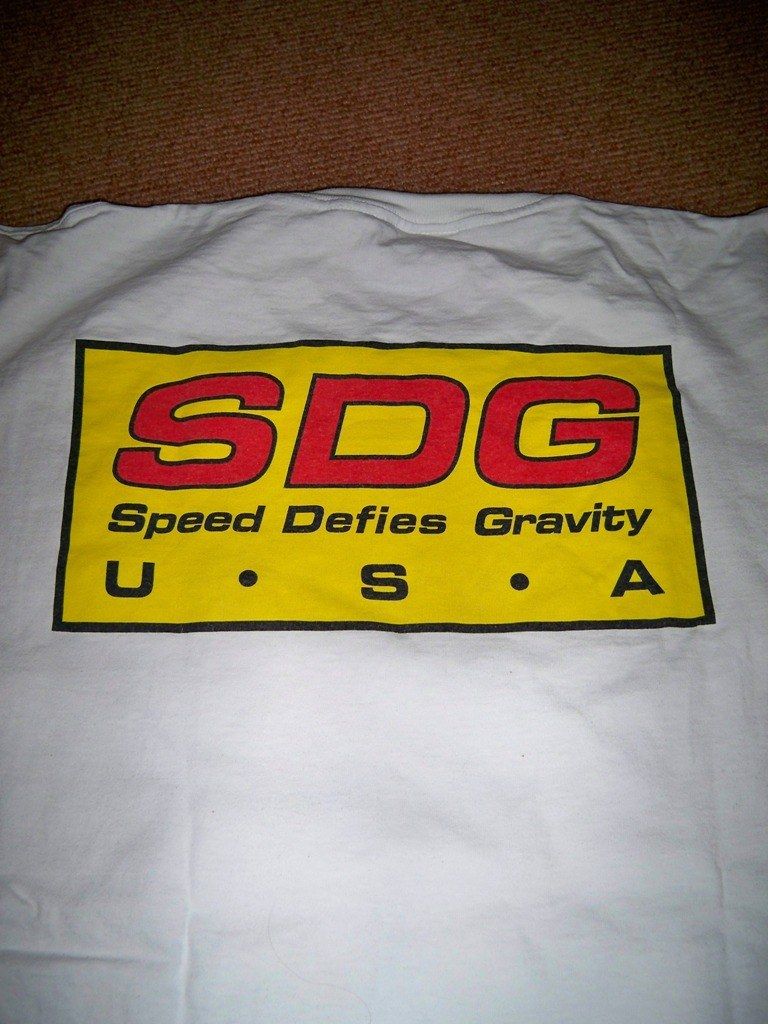 SDG
Speed Defies Gravity
U • S • A